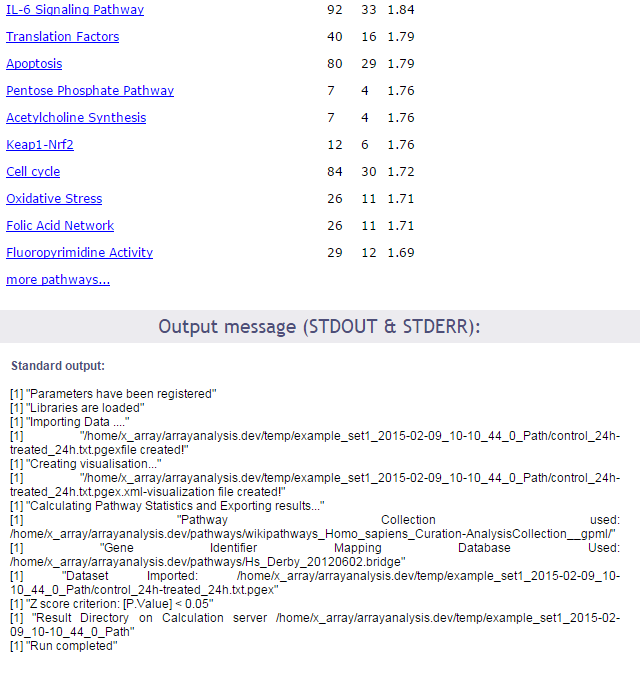 IL-6 Signaling Pathway 92 33 1.84
Translation Factors 40 16 1.79
Apoptosis 80 29 1.79
Pentose Phosphate Pathway 7 4 1.76
Acetylcholine Synthesis 7 4 1.76
Keap1-Nrf2 12 6 1.76
Cell cycle 84 30 1.72
Oxidative Stress 26 11 1.71
Folic Acid Network 26 11 1.71
Fluoropyrimidine Activity 29 12 1.69
more pathways...
Output message (STDOUT & STDERR):
Standard output:
[1] "Parameters have been registered"
[1] "Libraries are loaded"
[1] "Importing Data ...."
[1] "/home/x_array/arrayanalysis.dev/temp/example_set1_2015-02-09_10-10_44_0_Path/control_24h-
treated_24h.txt.pgexfile created!"
[1] "Creating visualisation..."
[1] "/home/x_array/arrayanalysis.dev/temp/example_set1_2015-02-09_10-10_44_0_Path/control_24h-
treated_24h.txt.pgex.xml-visualization file created!"
[1] "Calculating Pathway Statistics and Exporting results..."
[1] "Pathway Collection used:
/home/x_array/arrayanalysis.dev/pathways/wikipathways_Homo_sapiens_Curation-AnalysisCollection__gpml/"
[1] "Gene Identifier Mapping Database Used:
/home/x_array/arrayanalysis.dev/pathways/Hs_Derby_20120602.bridge"
[1] "Dataset Imported: /home/x_array/arrayanalysis.dev/temp/example_set1_2015-02-09_10-
10_44_0_Path/control_24h-treated_24h.txt.pgex"
[1] "Z score criterion: [P.Value] < 0.05"
[1] "Result Directory on Calculation server /home/x_array/arrayanalysis.dev/temp/example_set1_2015-02-
09_10-10_44_0_Path"
[1] "Run completed"